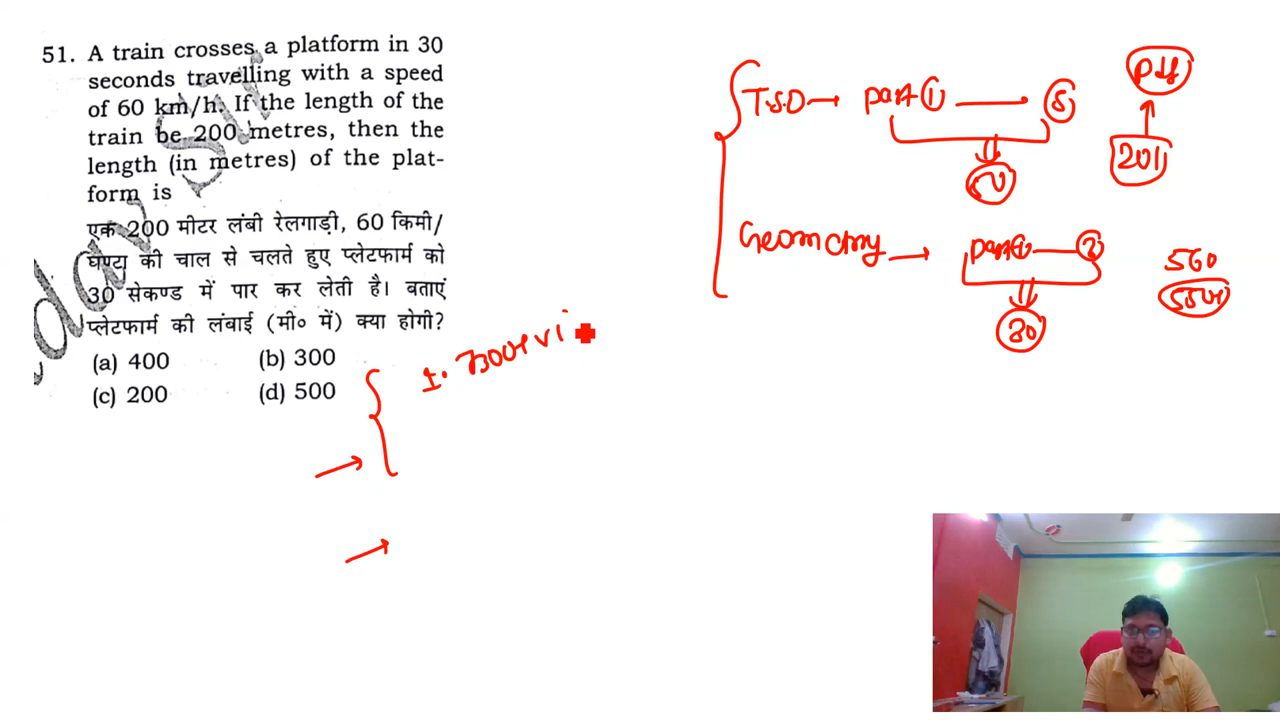 51. A train crosses a platform in 30
seconds travelling with a speed
of 60 km/h. If the length of the
train be 200 metres, then the
length (in metres) of the plat-
form is
एक 200 मीटर लंबी रेलगाड़ी, 60 किमी/
घण्टा की चाल से चलते हुए प्लेटफार्म को
30 सेकण्ड में पार कर लेती है। बताएं
प्लेटफार्म की लंबाई (मी० में) क्या होगी?
(a) 400 (b) 300
(c) 200 (d) 500
T.S.D → part 1 5
Geometry → part
30
pdf
201
560